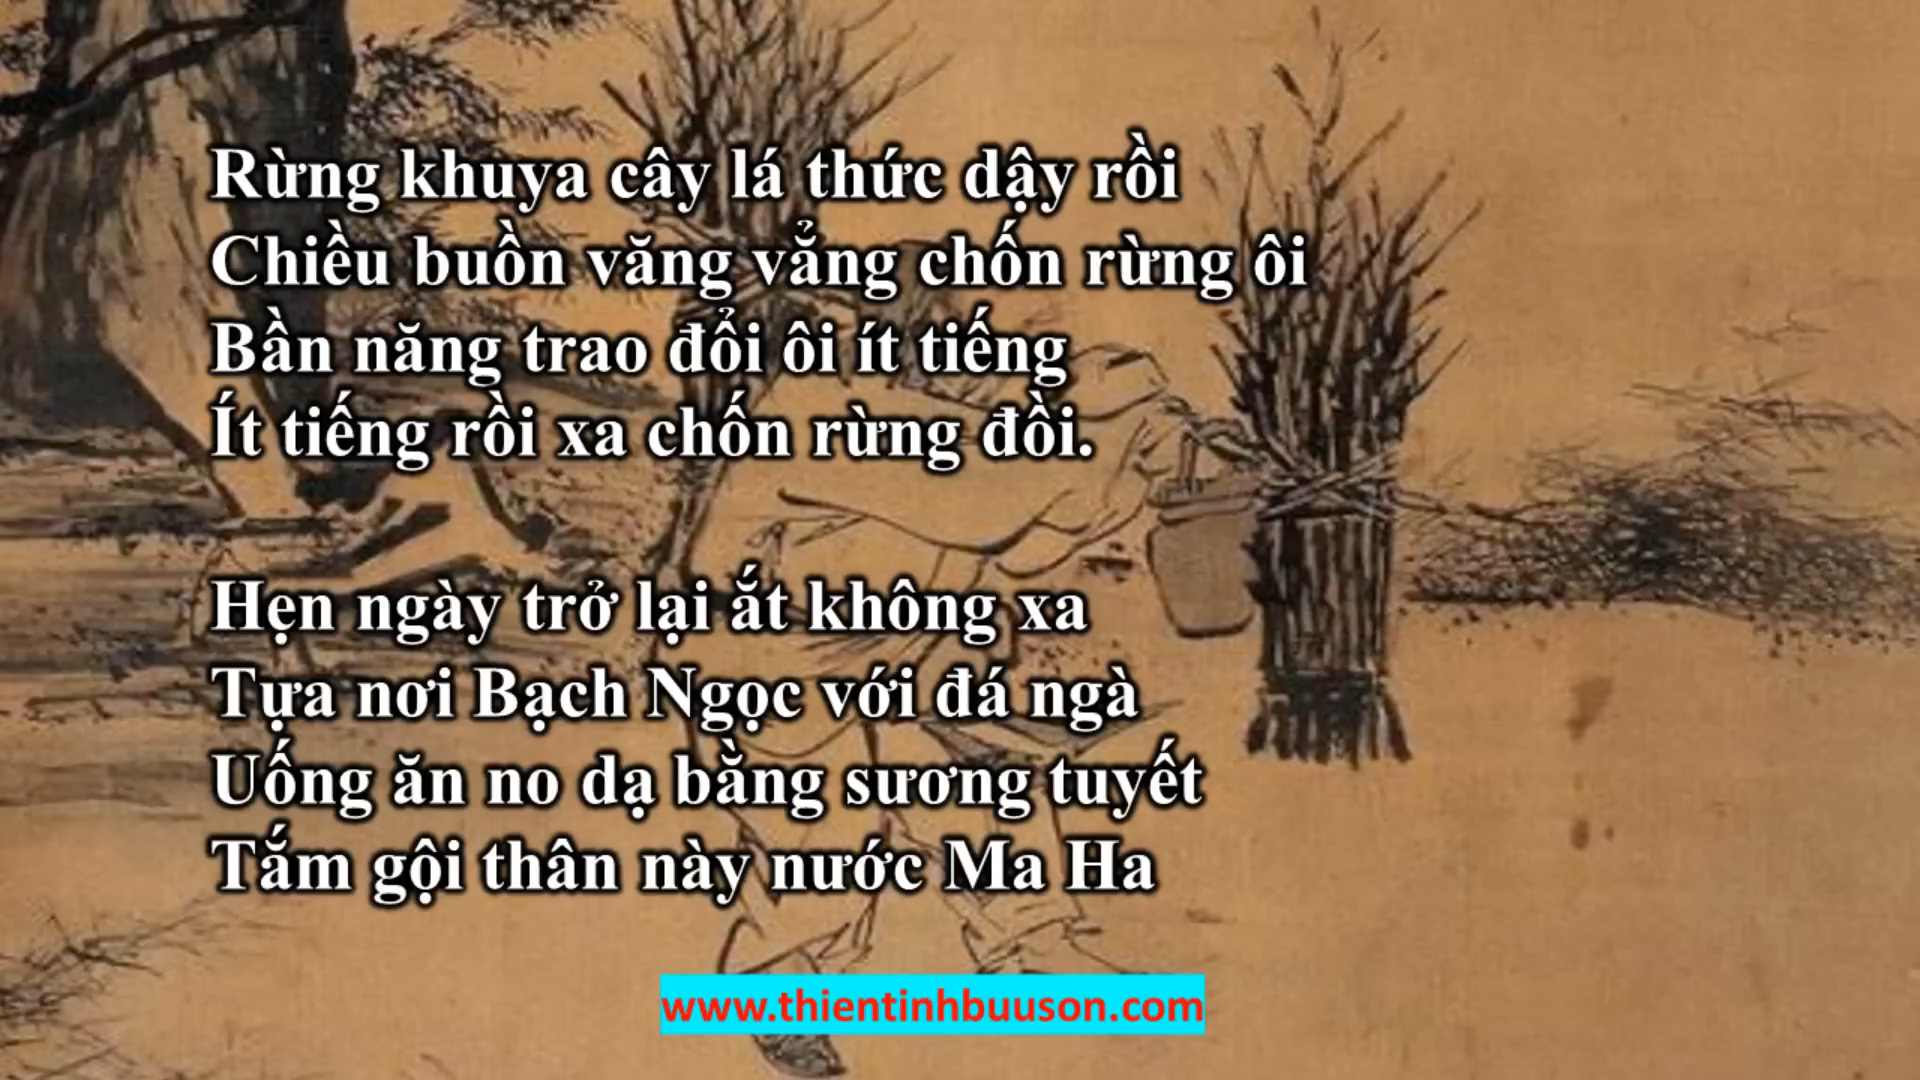 Rừng khuya cây lá thức dậy rồi
Chiều buồn văng vẳng chốn rừng ôi
Bần năng trao đổi ôi ít tiếng
Ít tiếng rồi xa chốn rừng đồi.
Hẹn ngày trở lại ắt không xa
Tựa nơi Bạch Ngọc với đá ngà
Uống ăn no dạ bằng sương tuyết
Tắm gội thân này nước Ma Ha
www.thientinhbuuson.com